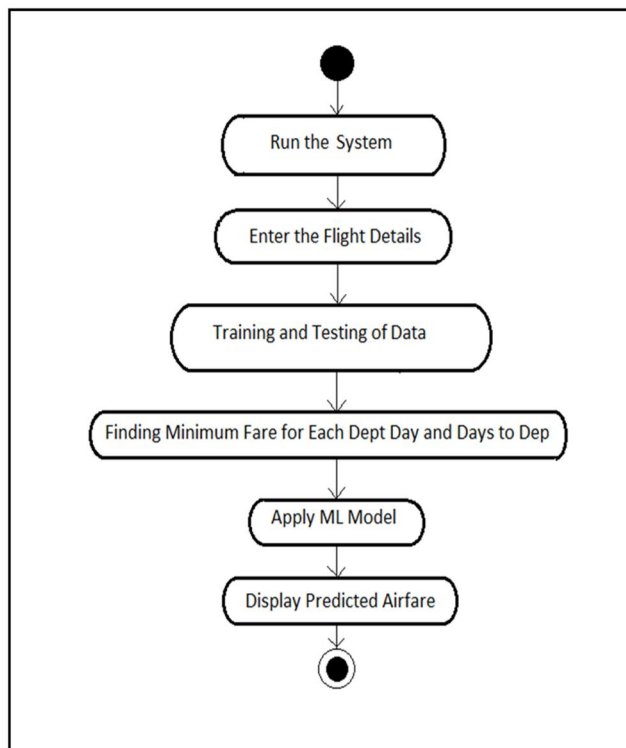 Run the System
Enter the Flight Details
Training and Testing of Data
Finding Minimum Fare for Each Dept Day and Days to Dep
Apply ML Model
Display Predicted Airfare